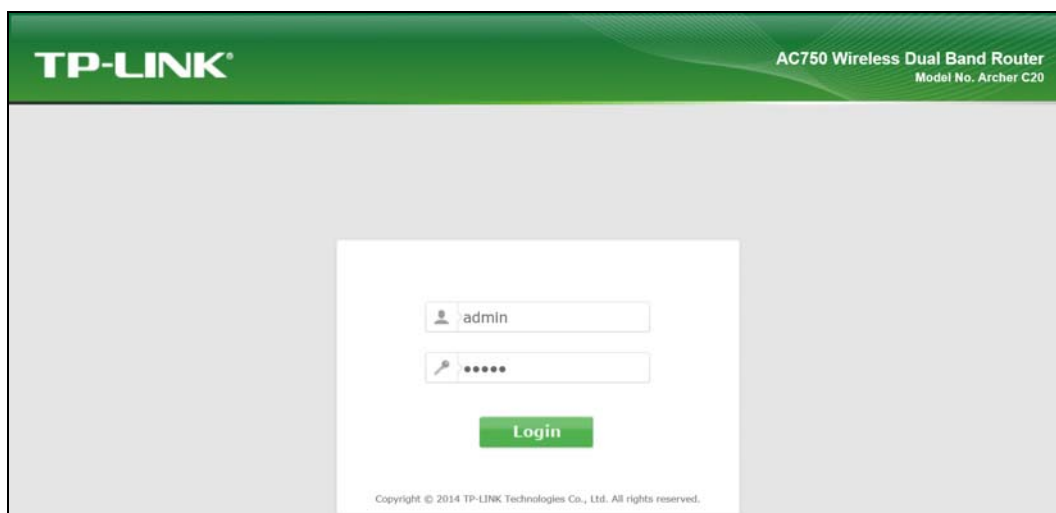 TP-LINK®
AC750 Wireless Dual Band Router
Model No. Archer C20
admin
•••••
Login
Copyright © 2014 TP-LINK Technologies Co., Ltd. All rights reserved.